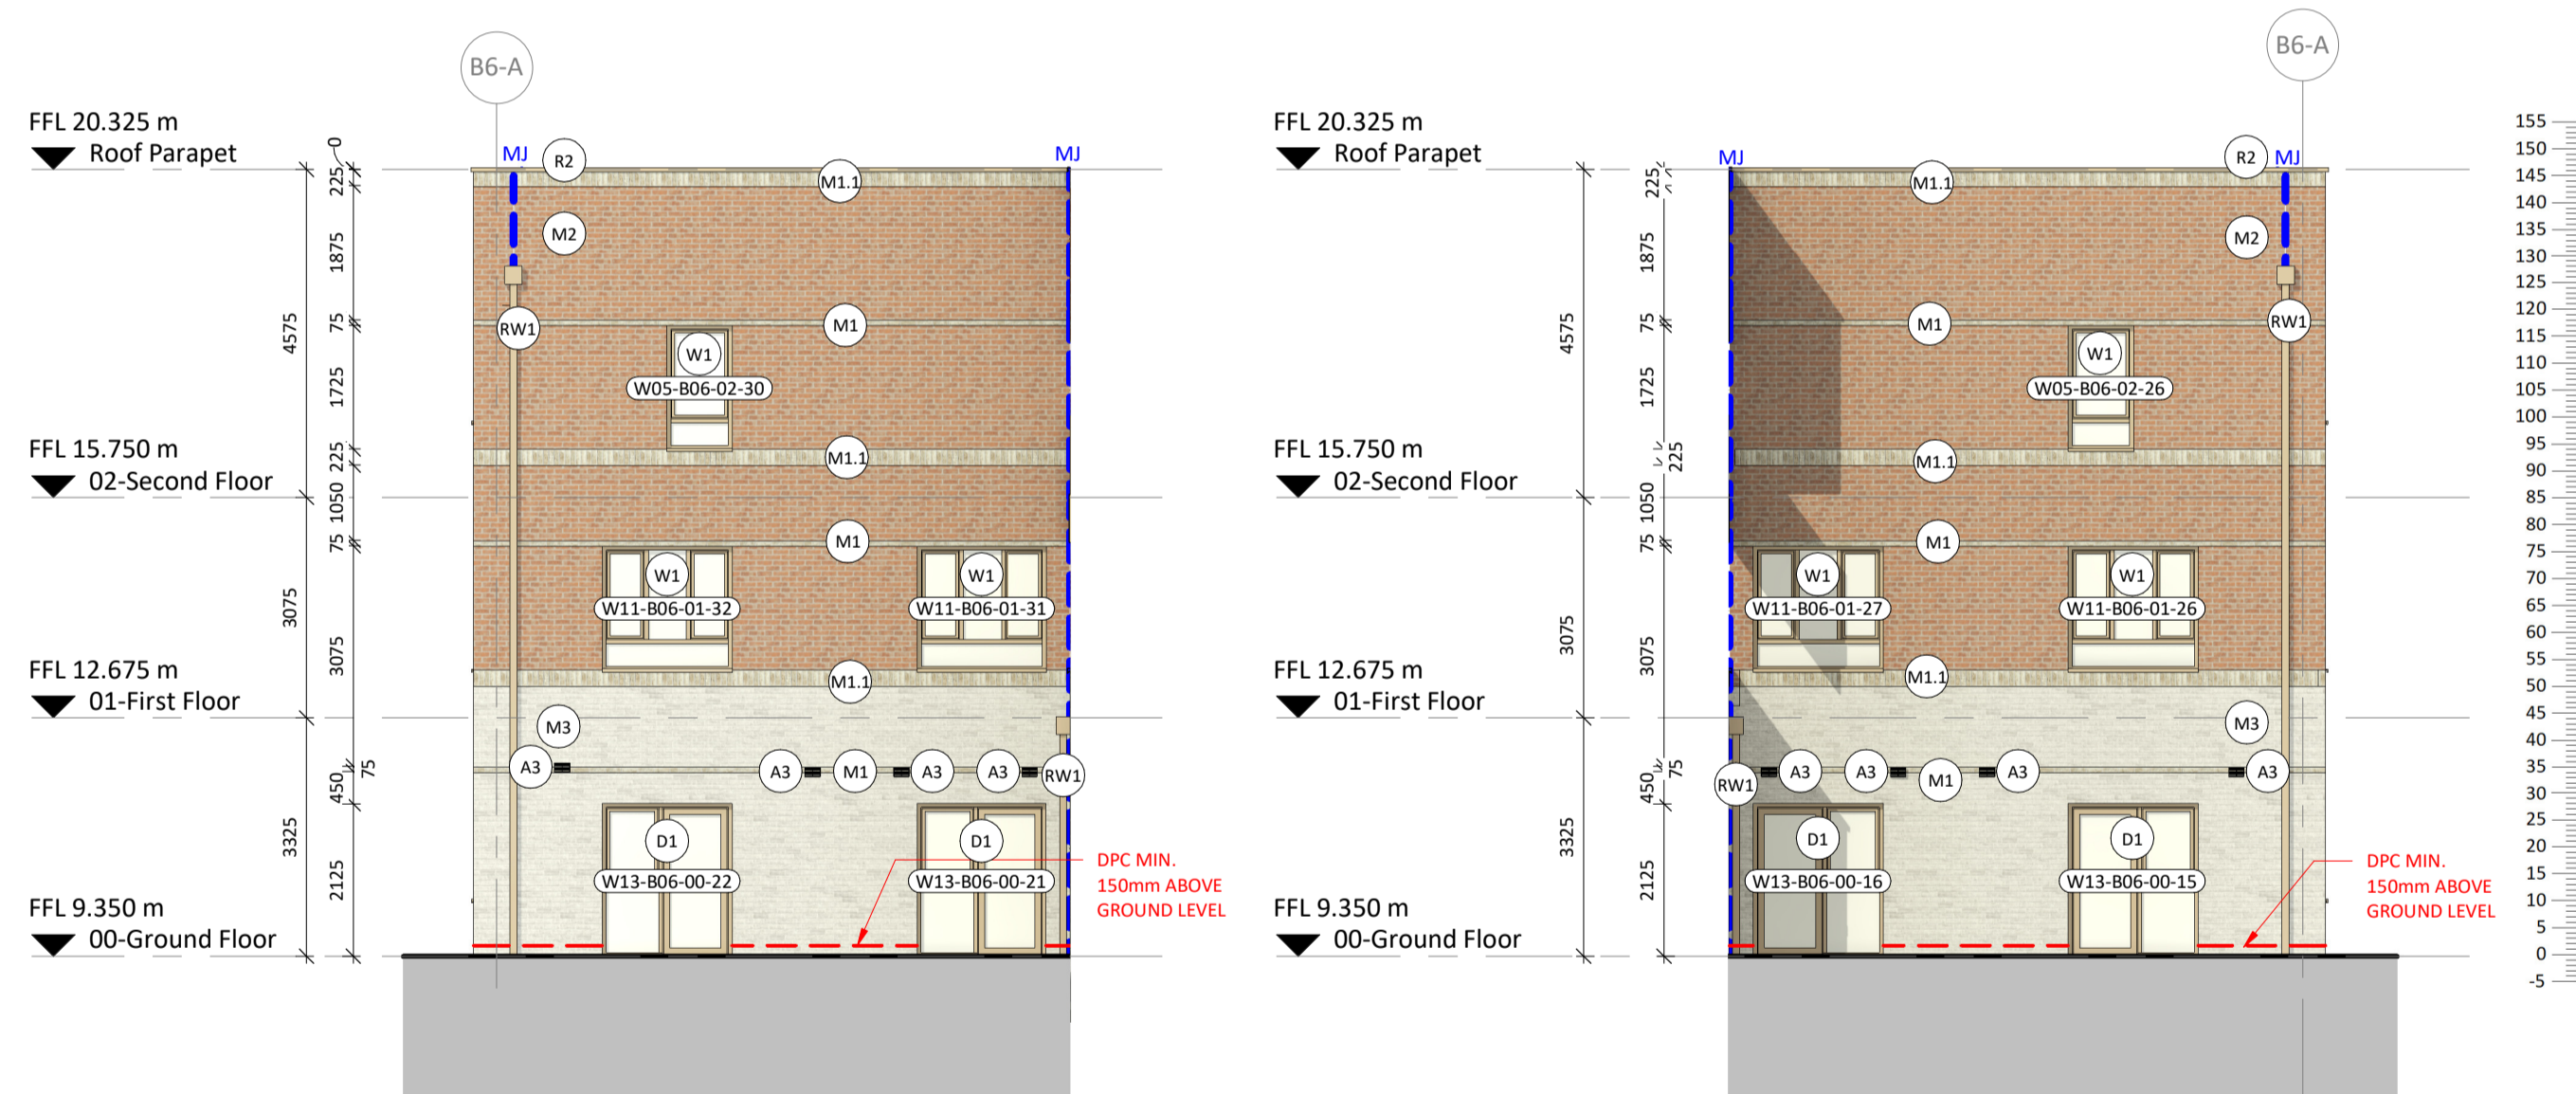 B6-A
FFL 20.325 m
Roof Parapet
MJ
R2
MJ
M1.1
M2
RW1
M1
W1
W05-B06-02-30
FFL 15.750 m
02-Second Floor
M1.1
M1
W1
W11-B06-01-32
W1
W11-B06-01-31
FFL 12.675 m
01-First Floor
M1.1
M3
A3
A3
M1
A3
A3
RW1
D1
W13-B06-00-22
D1
W13-B06-00-21
DPC MIN.
150mm ABOVE
GROUND LEVEL
FFL 9.350 m
00-Ground Floor
4575
3075
3325
0
225
1875
75
1725
225
1050
75
3075
75
450
2125
B6-A
FFL 20.325 m
Roof Parapet
MJ
R2
MJ
M1.1
M2
RW1
M1
W1
W05-B06-02-26
FFL 15.750 m
02-Second Floor
M1.1
M1
W1
W11-B06-01-27
W1
W11-B06-01-26
FFL 12.675 m
01-First Floor
M1.1
M3
RW1
A3
A3
M1
A3
A3
D1
W13-B06-00-16
D1
W13-B06-00-15
DPC MIN.
150mm ABOVE
GROUND LEVEL
FFL 9.350 m
00-Ground Floor
4575
3075
3325
225
1875
75
1725
225
1050
75
3075
75
450
2125
155
150
145
140
135
130
125
120
115
110
105
100
95
90
85
80
75
70
65
60
55
50
45
40
35
30
25
20
15
10
5
0
-5